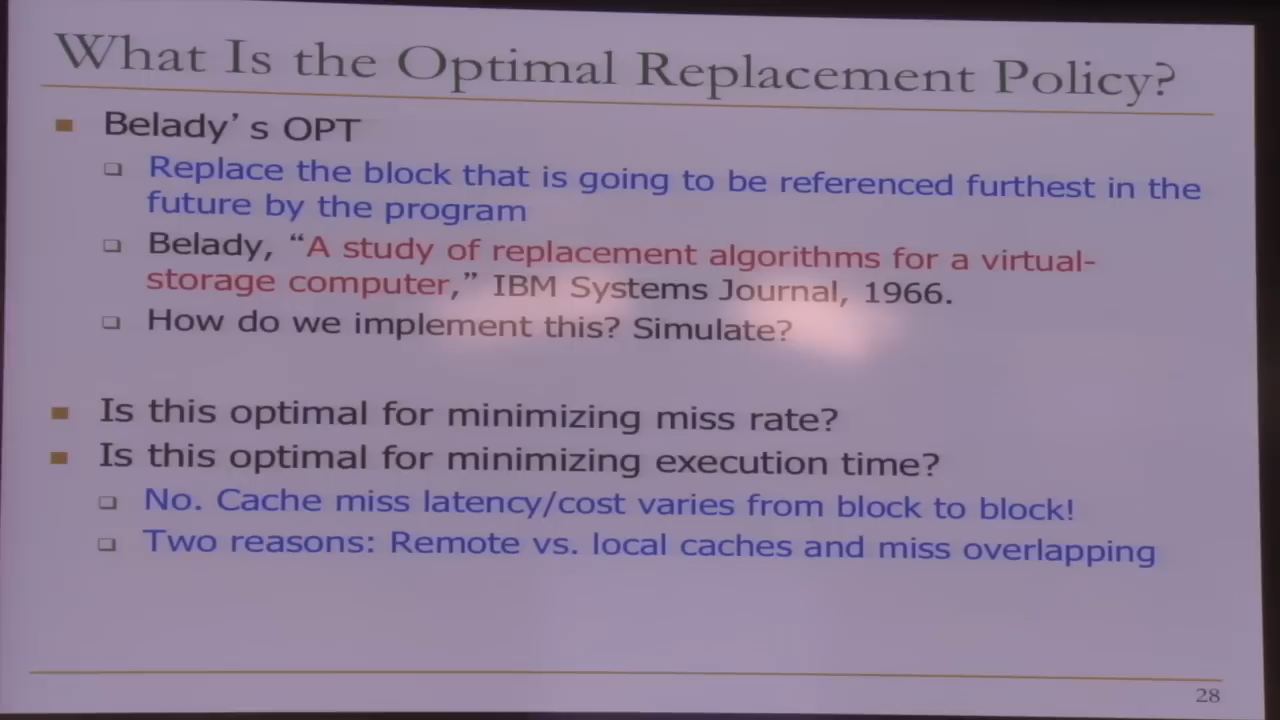 What Is the Optimal Replacement Policy?
Belady's OPT
Replace the block that is going to be referenced furthest in the
future by the program
Belady, “A study of replacement algorithms for a virtual-
storage computer,” IBM Systems Journal, 1966.
How do we implement this? Simulate?
Is this optimal for minimizing miss rate?
Is this optimal for minimizing execution time?
No. Cache miss latency/cost varies from block to block!
Two reasons: Remote vs. local caches and miss overlapping
28